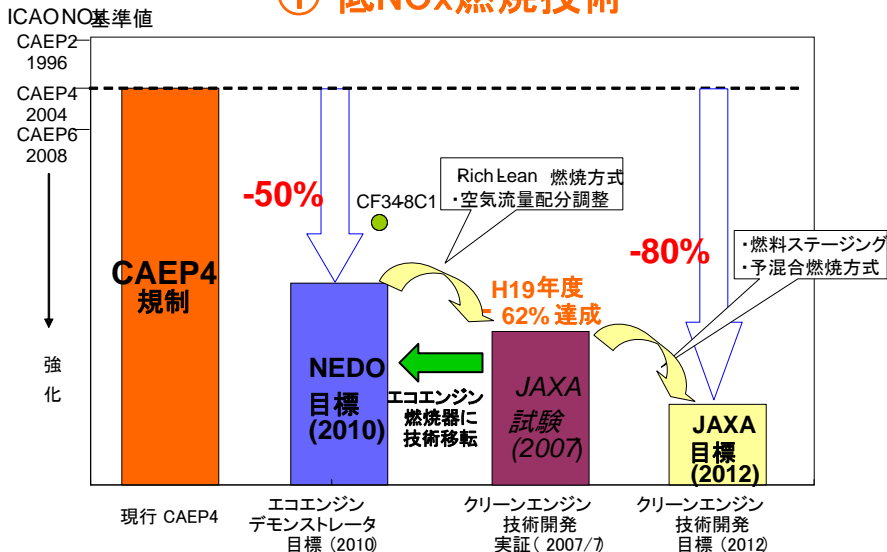 ① 低NOx燃焼技術
ICAO NOx基準値
CAEP2
1996
CAEP4
2004
CAEP6
2008
強
化
CAEP4
規制
-50%
CF348C1
Rich Lean 燃焼方式
・空気流量配分調整
-80%
・燃料ステージング
・予混合燃焼方式
H19年度
- 62% 達成
NEDO
目標
(2010)
エコエンジン
燃焼器に
技術移転
JAXA
試験
(2007)
JAXA
目標
(2012)
現行 CAEP4
エコエンジン
デモンストレータ
目標 (2010)
クリーンエンジン
技術開発
実証( 2007/7)
クリーンエンジン
技術開発
目標 (2012)